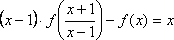 (x−1)· f((x+1)/(x−1)) − f(x) = x